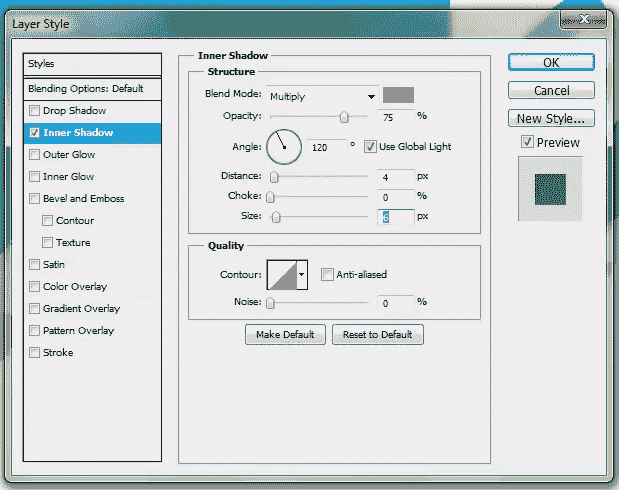 Layer Style
Styles
Blending Options: Default
Drop Shadow
Inner Shadow
Outer Glow
Inner Glow
Bevel and Emboss
Contour
Texture
Satin
Color Overlay
Gradient Overlay
Pattern Overlay
Stroke
Inner Shadow
Structure
Blend Mode: Multiply
Opacity: 75 %
Angle: 120 ° Use Global Light
Distance: 4 px
Choke: 0 %
Size: 6 px
Quality
Contour: Anti-aliased
Noise: 0 %
Make Default Reset to Default
OK
Cancel
New Style...
Preview